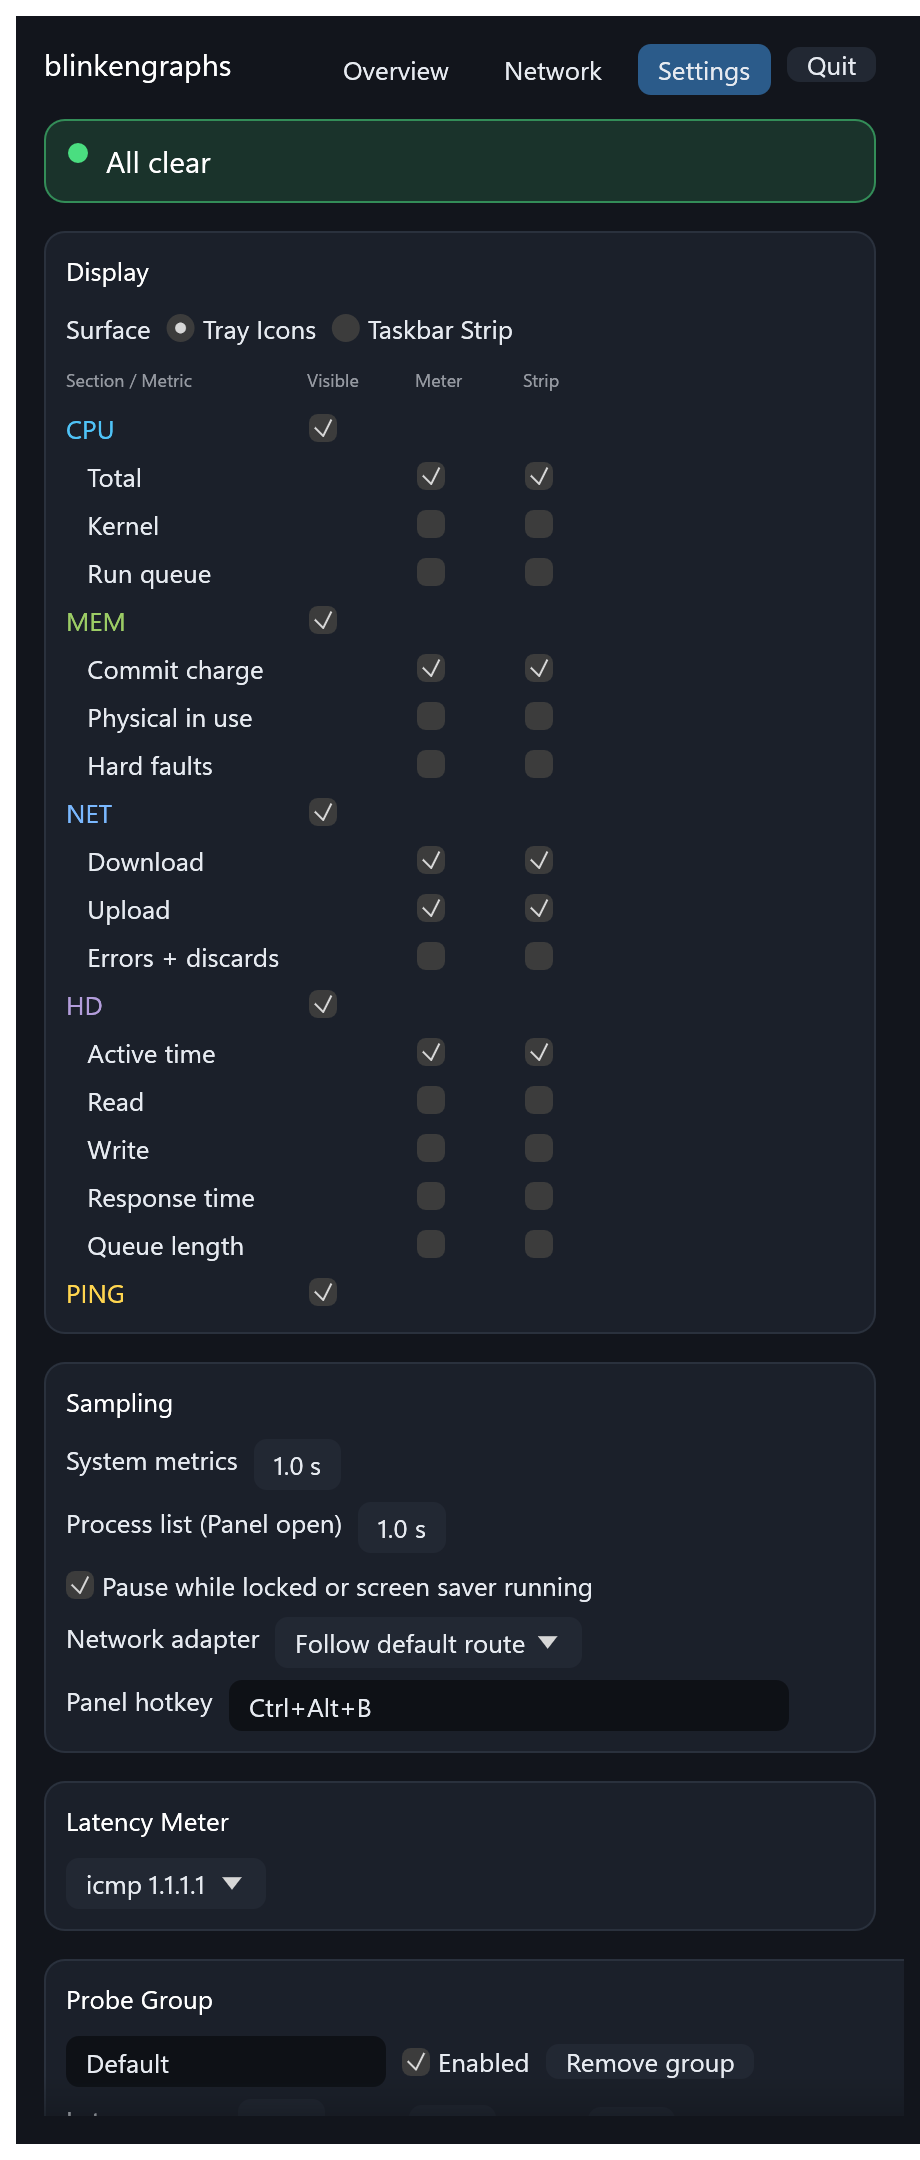 blinkengraphs Overview Network Settings Quit
All clear
Display
Surface Tray Icons Taskbar Strip
Section / Metric Visible Meter Strip
CPU
Total
Kernel
Run queue
MEM
Commit charge
Physical in use
Hard faults
NET
Download
Upload
Errors + discards
HD
Active time
Read
Write
Response time
Queue length
PING
Sampling
System metrics 1.0 s
Process list (Panel open) 1.0 s
Pause while locked or screen saver running
Network adapter Follow default route
Panel hotkey Ctrl+Alt+B
Latency Meter
icmp 1.1.1.1
Probe Group
Default Enabled Remove group